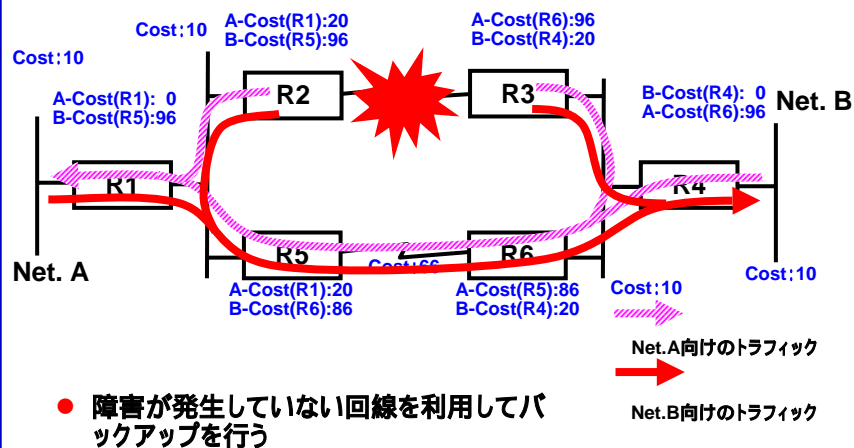 A-Cost(R1):20
B-Cost(R5):96
A-Cost(R6):96
B-Cost(R4):20
Cost:10
Cost:10
R2
R3
A-Cost(R1): 0
B-Cost(R5):96
B-Cost(R4): 0
A-Cost(R6):96
Net. B
R1
R4
Net. A
R5
Cost:66
R6
A-Cost(R1):20
B-Cost(R6):86
A-Cost(R5):86
B-Cost(R4):20
Cost:10
Cost:10
Net.A向けのトラフィック
Net.B向けのトラフィック
● 障害が発生していない回線を利用してバ
ックアップを行う